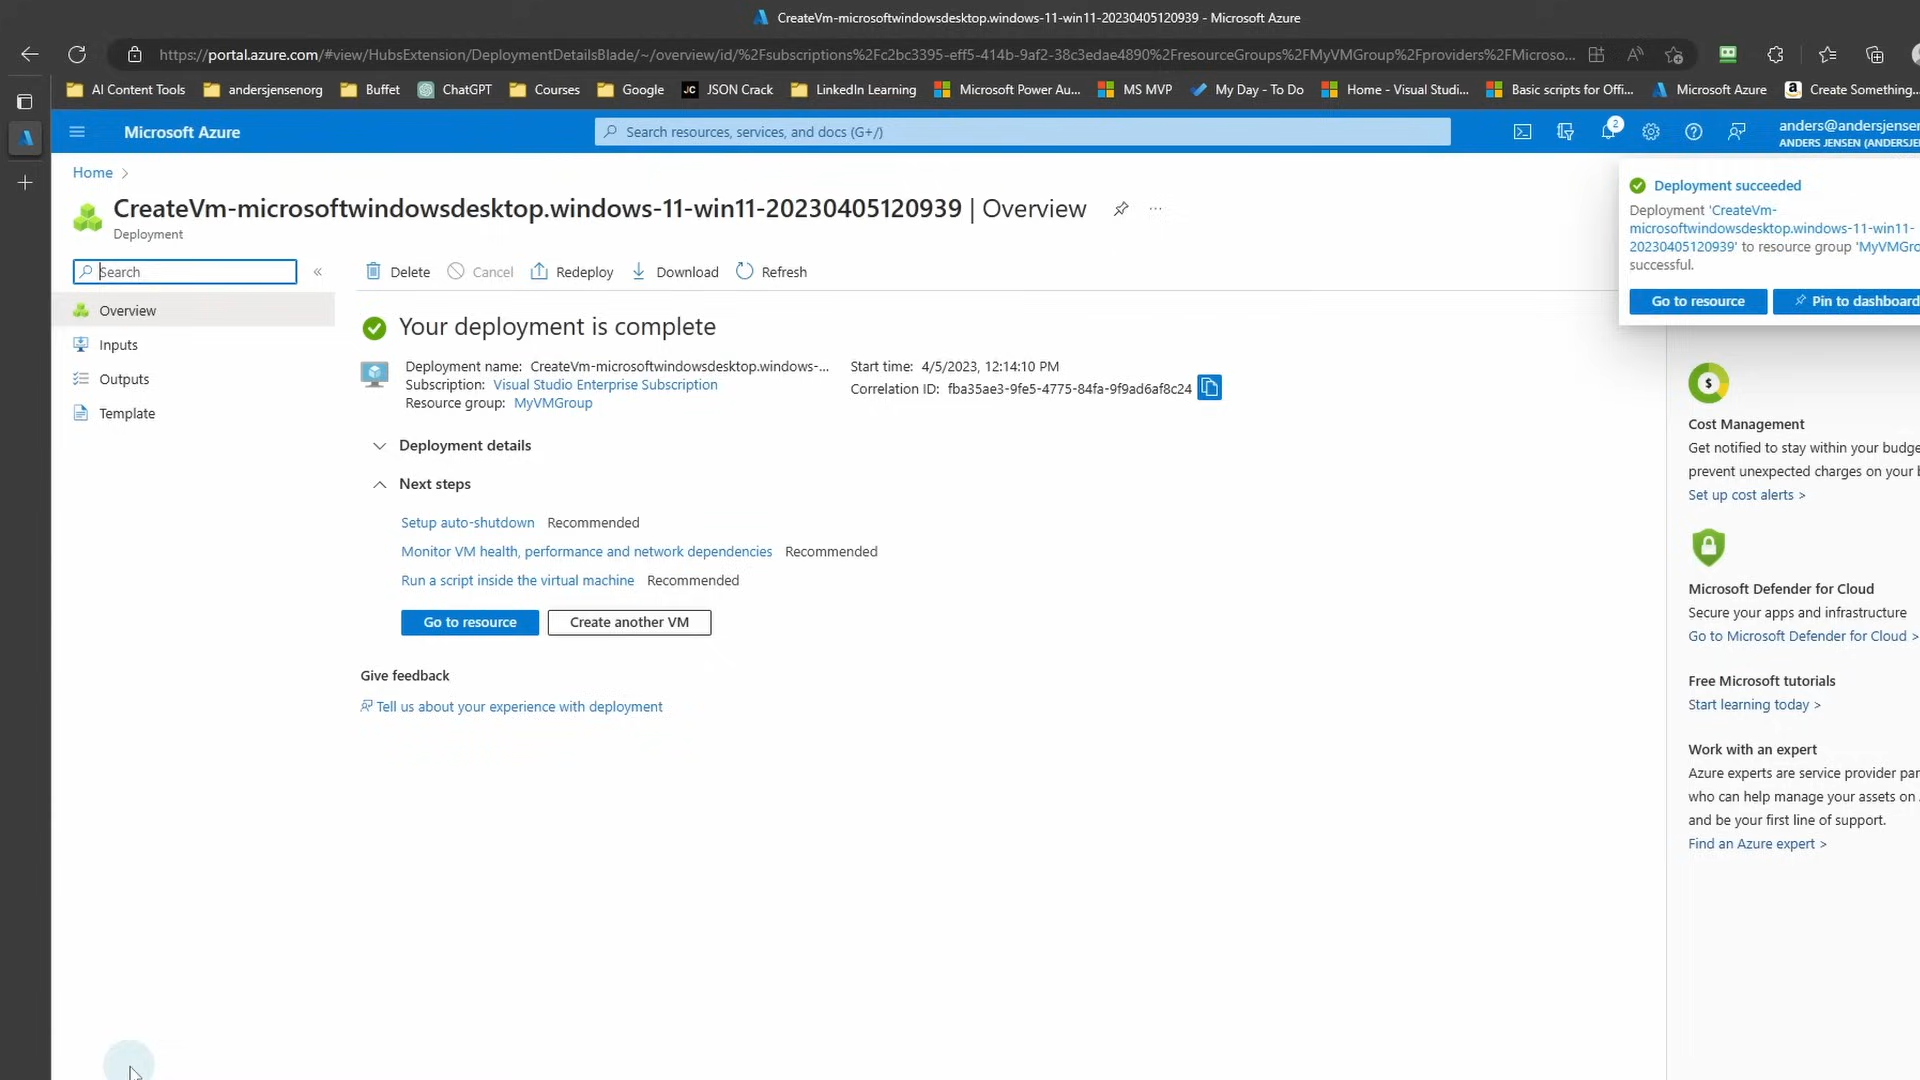 CreateVm-microsoftwindowsdesktop.windows-11-win11-20230405120939 - Microsoft Azure
https://portal.azure.com/#view/HubsExtension/DeploymentDetailsBlade/~/overview/id/%2Fsubscriptions%2Fc2bc3395-eff5-414b-9af2-38c3edae4890%2FresourceGroups%2FMyVMGroup%2Fproviders%2FMicroso...
AI Content Tools andersjensenorg Buffet ChatGPT Courses Google JC JSON Crack LinkedIn Learning Microsoft Power Au... MS MVP My Day - To Do Home - Visual Studi... Basic scripts for Offi... Microsoft Azure Create Something...
Microsoft Azure
Search resources, services, and docs (G+/)
2
anders@andersjensen
ANDERS JENSEN (ANDERSJE
Home
CreateVm-microsoftwindowsdesktop.windows-11-win11-20230405120939 | Overview
Deployment
Search
Delete Cancel Redeploy Download Refresh
Overview
Inputs
Outputs
Template
Your deployment is complete
Deployment name: CreateVm-microsoftwindowsdesktop.windows-...
Subscription: Visual Studio Enterprise Subscription
Resource group: MyVMGroup
Start time: 4/5/2023, 12:14:10 PM
Correlation ID: fba35ae3-9fe5-4775-84fa-9f9ad6af8c24
Deployment details
Next steps
Setup auto-shutdown Recommended
Monitor VM health, performance and network dependencies Recommended
Run a script inside the virtual machine Recommended
Go to resource Create another VM
Give feedback
Tell us about your experience with deployment
Deployment succeeded
Deployment 'CreateVm-
microsoftwindowsdesktop.windows-11-win11-
20230405120939' to resource group 'MyVMGro
successful.
Go to resource Pin to dashboard
Cost Management
Get notified to stay within your budge
prevent unexpected charges on your b
Set up cost alerts >
Microsoft Defender for Cloud
Secure your apps and infrastructure
Go to Microsoft Defender for Cloud >
Free Microsoft tutorials
Start learning today >
Work with an expert
Azure experts are service provider par
who can help manage your assets on
and be your first line of support.
Find an Azure expert >